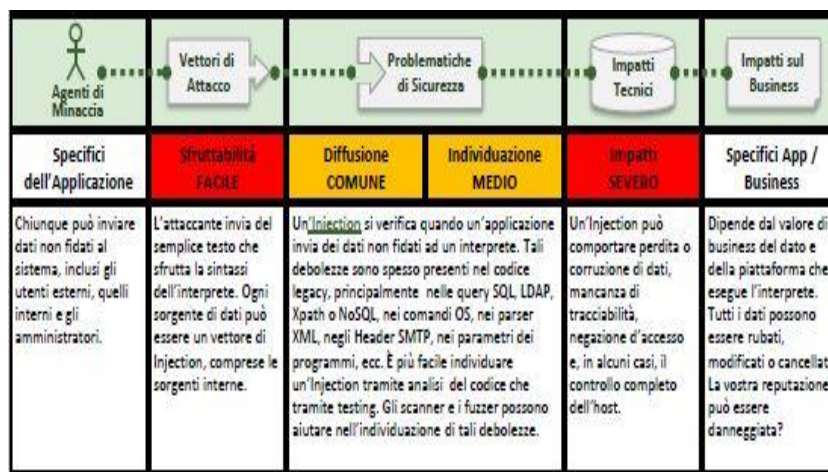 Agenti di
Minaccia
Vettori di
Attacco
Problematiche
di Sicurezza
Impatti
Tecnici
Impatti sul
Business
Specifici
dell'Applicazione
Sfruttabilità
FACILE
Diffusione
COMUNE
Individuazione
MEDIO
Impatti
SEVERO
Specifici App /
Business
Chiunque può inviare
dati non fidati al
sistema, inclusi gli
utenti esterni, quelli
interni e gli
amministratori.
L'attaccante invia del
semplice testo che
sfrutta la sintassi
dell'interprete. Ogni
sorgente di dati può
essere un vettore di
Injection, comprese le
sorgenti interne.
Un'Injection si verifica quando un'applicazione
invia dei dati non fidati ad un interprete. Tali
debolezze sono spesso presenti nel codice
legacy, principalmente nelle query SQL, LDAP,
Xpath o NoSQL, nei comandi OS, nei parser
XML, negli Header SMTP, nei parametri dei
programmi, ecc. È più facile individuare
un'Injection tramite analisi del codice che
tramite testing. Gli scanner e i fuzzer possono
aiutare nell'individuazione di tali debolezze.
Un'Injection può
comportare perdita o
corruzione di dati,
mancanza di
tracciabilità,
negazione d'accesso
e, in alcuni casi, il
controllo completo
dell'host.
Dipende dal valore di
business del dato e
della piattaforma che
esegue l'interprete.
Tutti i dati possono
essere rubati,
modificati o cancellat
La vostra reputazione
può essere
danneggiata?